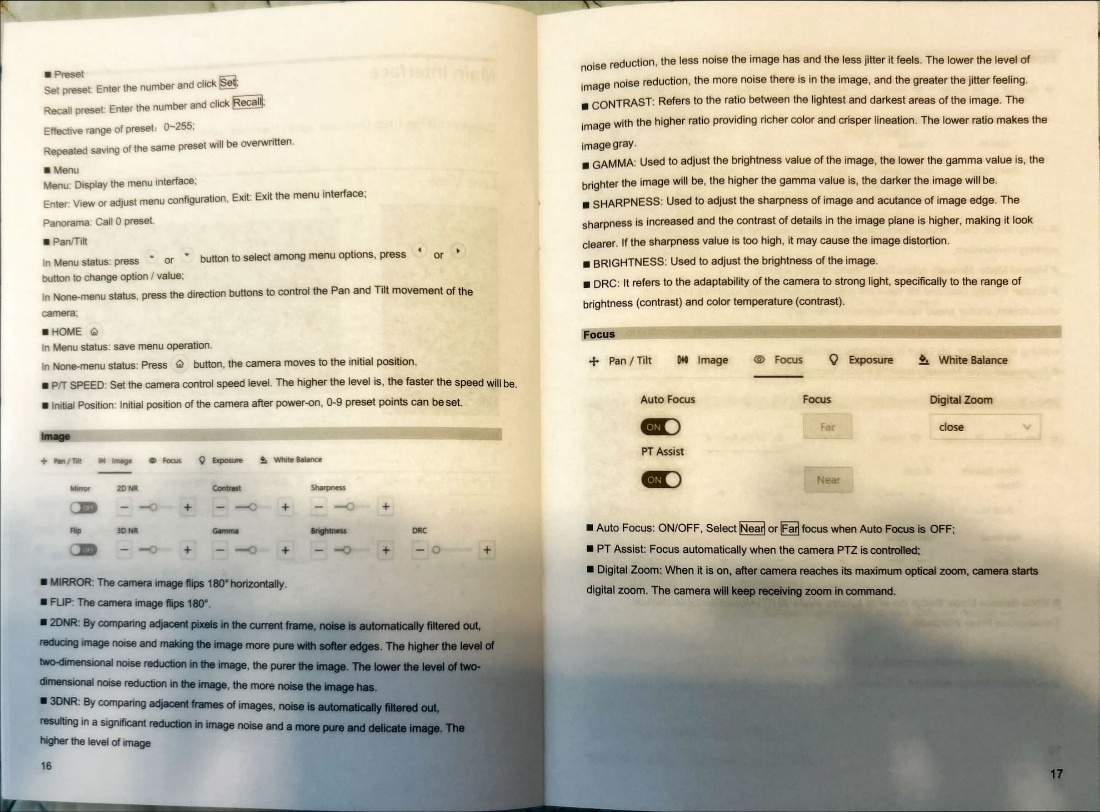 ■ Preset
Set preset: Enter the number and click Set;
Recall preset: Enter the number and click Recall;
Effective range of preset: 0~255;
Repeated saving of the same preset will be overwritten.
■ Menu
Menu: Display the menu interface;
Enter: View or adjust menu configuration, Exit: Exit the menu interface;
Panorama: Call 0 preset.
■ Pan/Tilt
In Menu status: press or button to select among menu options, press or
button to change option / value;
In None-menu status, press the direction buttons to control the Pan and Tilt movement of the
camera;
■ HOME
In Menu status: save menu operation.
In None-menu status: Press button, the camera moves to the initial position.
■ P/T SPEED: Set the camera control speed level. The higher the level is, the faster the speed will be.
■ Initial Position: Initial position of the camera after power-on, 0-9 preset points can be set.
Image
Pan / Tilt Image Focus Exposure White Balance
Mirror 2D NR Contrast Sharpness
OFF − + − + − +
Flip 3D NR Gamma Brightness DRC
OFF − + − + − + − +
■ MIRROR: The camera image flips 180° horizontally.
■ FLIP: The camera image flips 180°.
■ 2DNR: By comparing adjacent pixels in the current frame, noise is automatically filtered out,
reducing image noise and making the image more pure with softer edges. The higher the level of
two-dimensional noise reduction in the image, the purer the image. The lower the level of two-
dimensional noise reduction in the image, the more noise the image has.
■ 3DNR: By comparing adjacent frames of images, noise is automatically filtered out,
resulting in a significant reduction in image noise and a more pure and delicate image. The
higher the level of image
16
noise reduction, the less noise the image has and the less jitter it feels. The lower the level of
image noise reduction, the more noise there is in the image, and the greater the jitter feeling.
■ CONTRAST: Refers to the ratio between the lightest and darkest areas of the image. The
image with the higher ratio providing richer color and crisper lineation. The lower ratio makes the
image gray.
■ GAMMA: Used to adjust the brightness value of the image, the lower the gamma value is, the
brighter the image will be, the higher the gamma value is, the darker the image will be.
■ SHARPNESS: Used to adjust the sharpness of image and acutance of image edge. The
sharpness is increased and the contrast of details in the image plane is higher, making it look
clearer. If the sharpness value is too high, it may cause the image distortion.
■ BRIGHTNESS: Used to adjust the brightness of the image.
■ DRC: It refers to the adaptability of the camera to strong light, specifically to the range of
brightness (contrast) and color temperature (contrast).
Focus
Pan / Tilt Image Focus Exposure White Balance
Auto Focus Focus Digital Zoom
ON Far close
PT Assist
ON Near
■ Auto Focus: ON/OFF, Select Near or Far focus when Auto Focus is OFF;
■ PT Assist: Focus automatically when the camera PTZ is controlled;
■ Digital Zoom: When it is on, after camera reaches its maximum optical zoom, camera starts
digital zoom. The camera will keep receiving zoom in command.
17